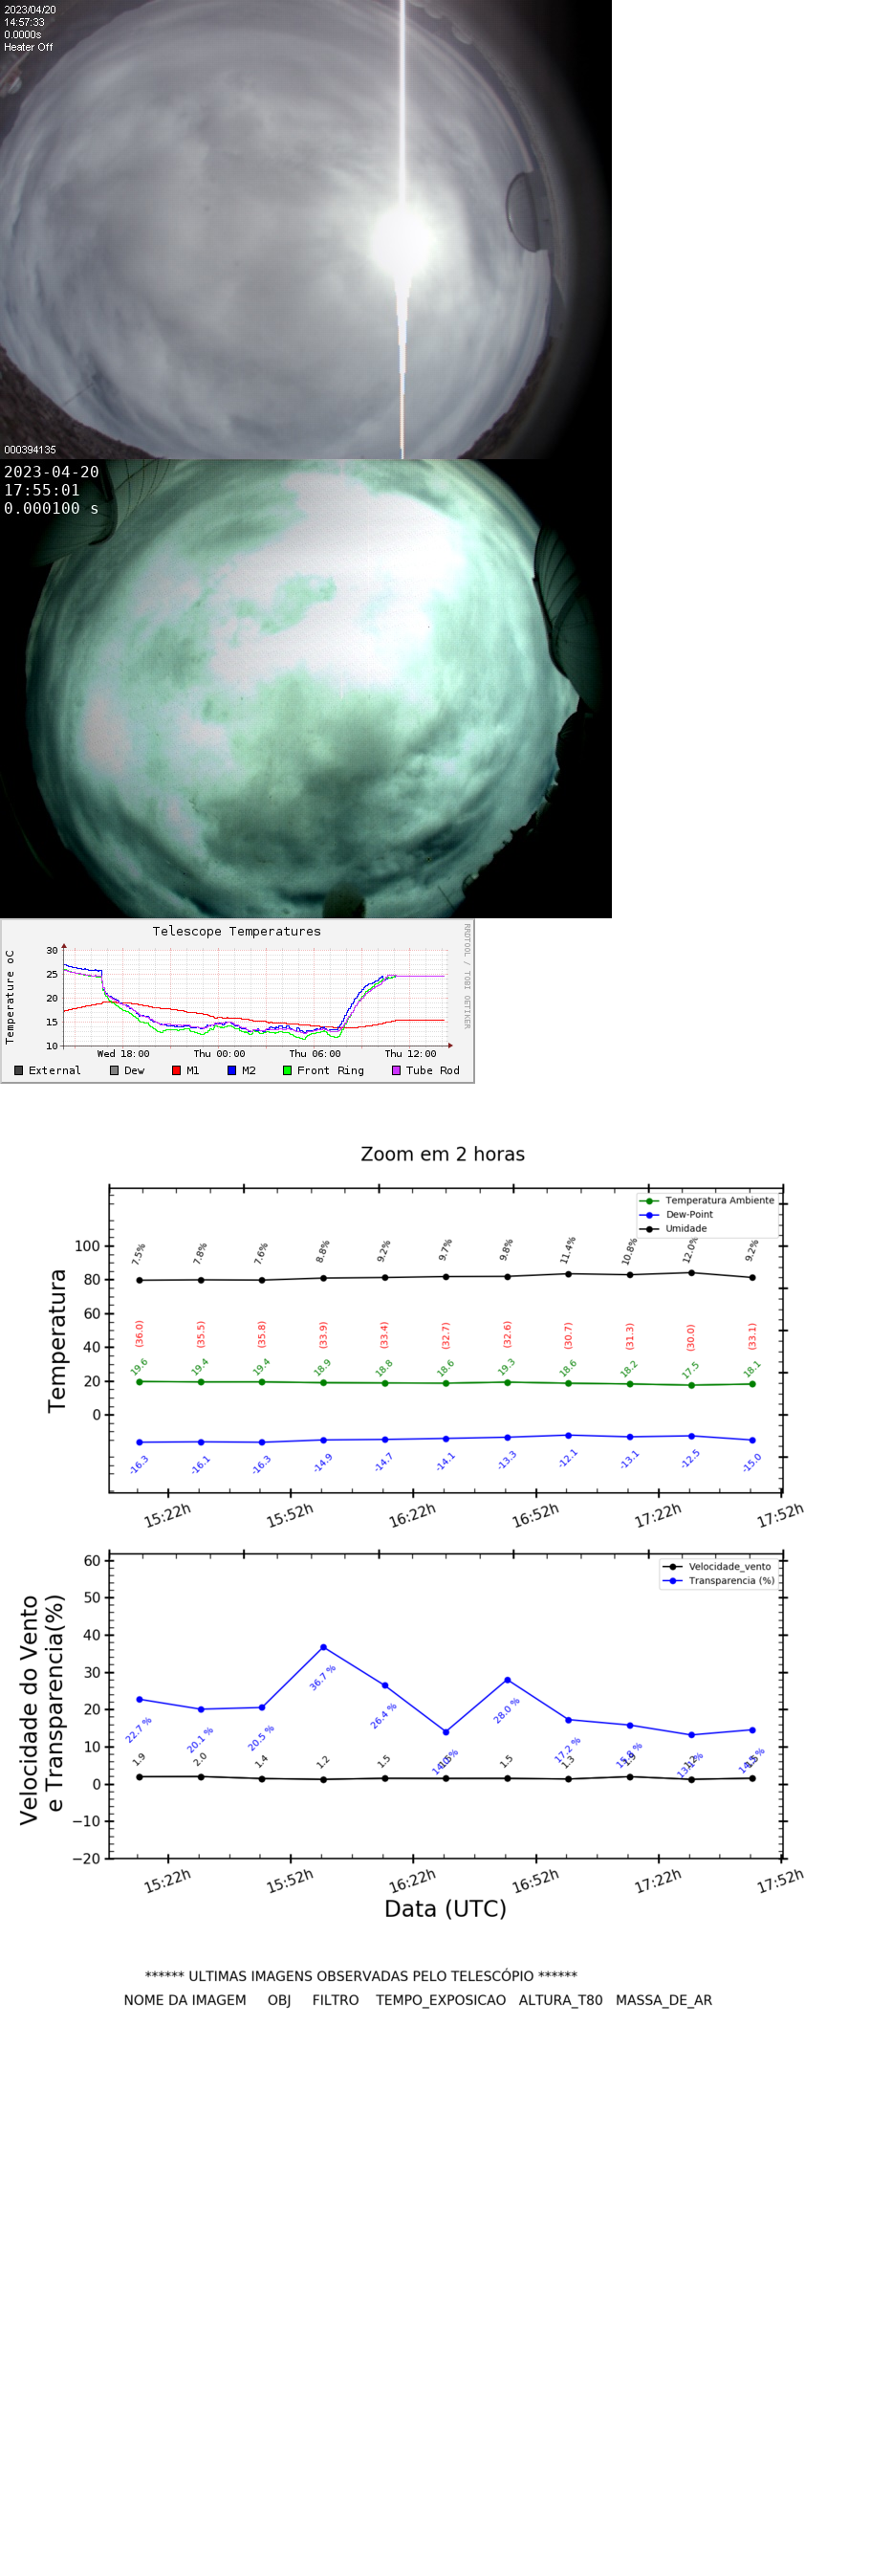 2023/04/20
14:57:33
0.0000s
Heater Off
000394135
2023-04-20
17:55:01
0.000100 s
Telescope Temperatures
RRDTOOL / TOBI OETIKER
Temperature oC
30
25
20
15
10
Wed 18:00 Thu 00:00 Thu 06:00 Thu 12:00
External Dew M1 M2 Front Ring Tube Rod
Zoom em 2 horas
Temperatura Ambiente
Dew-Point
Umidade
Temperatura
100
80
60
40
20
0
7.5% 7.8% 7.6% 8.8% 9.2% 9.7% 9.8% 11.4% 10.8% 12.0% 9.2%
(36.0) (35.5) (35.8) (33.9) (33.4) (32.7) (32.6) (30.7) (31.3) (30.0) (33.1)
19.6 19.4 19.4 18.9 18.8 18.6 19.3 18.6 18.2 17.5 18.1
-16.3 -16.1 -16.3 -14.9 -14.7 -14.1 -13.3 -12.1 -13.1 -12.5 -15.0
15:22h 15:52h 16:22h 16:52h 17:22h 17:52h
Velocidade_vento
Transparencia (%)
Velocidade do Vento
e Transparencia(%)
60
50
40
30
20
10
0
−10
−20
22.7 % 20.1 % 20.5 % 36.7 % 26.4 % 28.0 % 17.2 %
1.9 2.0 1.4 1.2 1.5 1.5 1.3
15:22h 15:52h 16:22h 16:52h 17:22h 17:52h
Data (UTC)
****** ULTIMAS IMAGENS OBSERVADAS PELO TELESCÓPIO ******
NOME DA IMAGEM OBJ FILTRO TEMPO_EXPOSICAO ALTURA_T80 MASSA_DE_AR